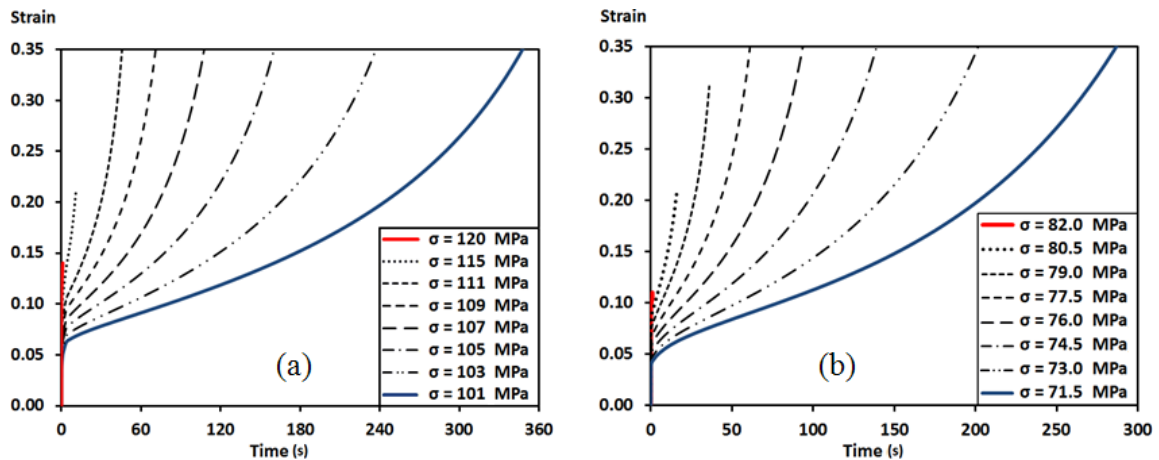 Strain
0.35
0.30
0.25
0.20
0.15
0.10
0.05
0.00
0 60 120 180 240 300 360
Time (s)
σ = 120 MPa
σ = 115 MPa
σ = 111 MPa
σ = 109 MPa
σ = 107 MPa
σ = 105 MPa
σ = 103 MPa
σ = 101 MPa
(a)
Strain
0.35
0.30
0.25
0.20
0.15
0.10
0.05
0.00
0 50 100 150 200 250 300
Time (s)
σ = 82.0 MPa
σ = 80.5 MPa
σ = 79.0 MPa
σ = 77.5 MPa
σ = 76.0 MPa
σ = 74.5 MPa
σ = 73.0 MPa
σ = 71.5 MPa
(b)